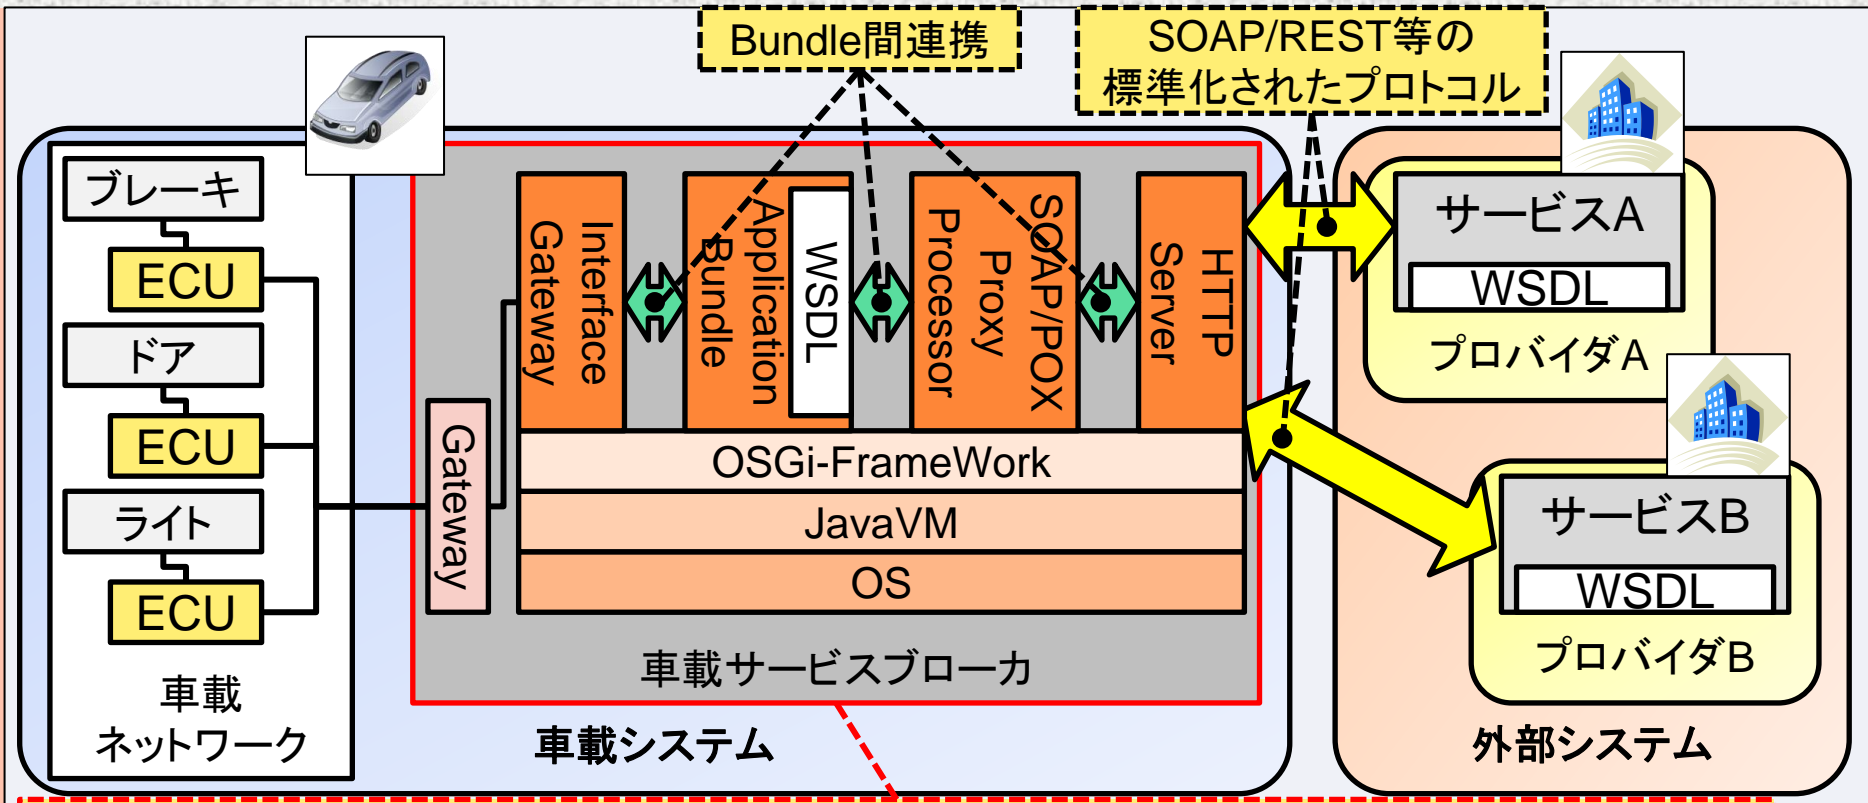 Bundle間連携
SOAP/REST等の
標準化されたプロトコル
ブレーキ
ECU
ドア
ECU
ライト
ECU
車載
ネットワーク
Gateway
Interface
Gateway
Application
Bundle
WSDL
SOAP/POX
Proxy
Processor
HTTP
Server
OSGi-FrameWork
JavaVM
OS
車載サービスブローカ
車載システム
サービスA
WSDL
プロバイダA
サービスB
WSDL
プロバイダB
外部システム